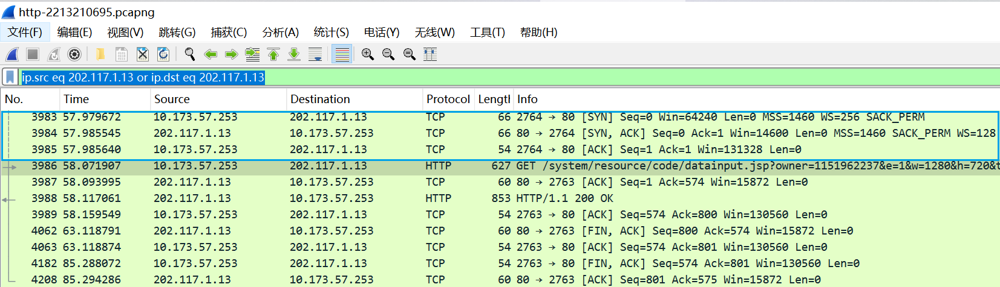 http-2213210695.pcapng
文件(F) 编辑(E) 视图(V) 跳转(G) 捕获(C) 分析(A) 统计(S) 电话(Y) 无线(W) 工具(T) 帮助(H)
ip.src eq 202.117.1.13 or ip.dst eq 202.117.1.13
No. Time Source Destination Protocol Length Info
3983 57.979672 10.173.57.253 202.117.1.13 TCP 66 2764 → 80 [SYN] Seq=0 Win=64240 Len=0 MSS=1460 WS=256 SACK_PERM
3984 57.985545 202.117.1.13 10.173.57.253 TCP 66 80 → 2764 [SYN, ACK] Seq=0 Ack=1 Win=14600 Len=0 MSS=1460 SACK_PERM WS=128
3985 57.985640 10.173.57.253 202.117.1.13 TCP 54 2764 → 80 [ACK] Seq=1 Ack=1 Win=131328 Len=0
3986 58.071907 10.173.57.253 202.117.1.13 HTTP 627 GET /system/resource/code/datainput.jsp?owner=1151962237&e=1&w=1280&h=720&t
3987 58.093995 202.117.1.13 10.173.57.253 TCP 60 80 → 2763 [ACK] Seq=1 Ack=574 Win=15872 Len=0
3988 58.117061 202.117.1.13 10.173.57.253 HTTP 853 HTTP/1.1 200 OK
3989 58.159549 10.173.57.253 202.117.1.13 TCP 54 2763 → 80 [ACK] Seq=574 Ack=800 Win=130560 Len=0
4062 63.118791 202.117.1.13 10.173.57.253 TCP 60 80 → 2763 [FIN, ACK] Seq=800 Ack=574 Win=15872 Len=0
4063 63.118874 10.173.57.253 202.117.1.13 TCP 54 2763 → 80 [ACK] Seq=574 Ack=801 Win=130560 Len=0
4182 85.288072 10.173.57.253 202.117.1.13 TCP 54 2763 → 80 [FIN, ACK] Seq=574 Ack=801 Win=130560 Len=0
4208 85.294286 202.117.1.13 10.173.57.253 TCP 60 80 → 2763 [ACK] Seq=801 Ack=575 Win=15872 Len=0